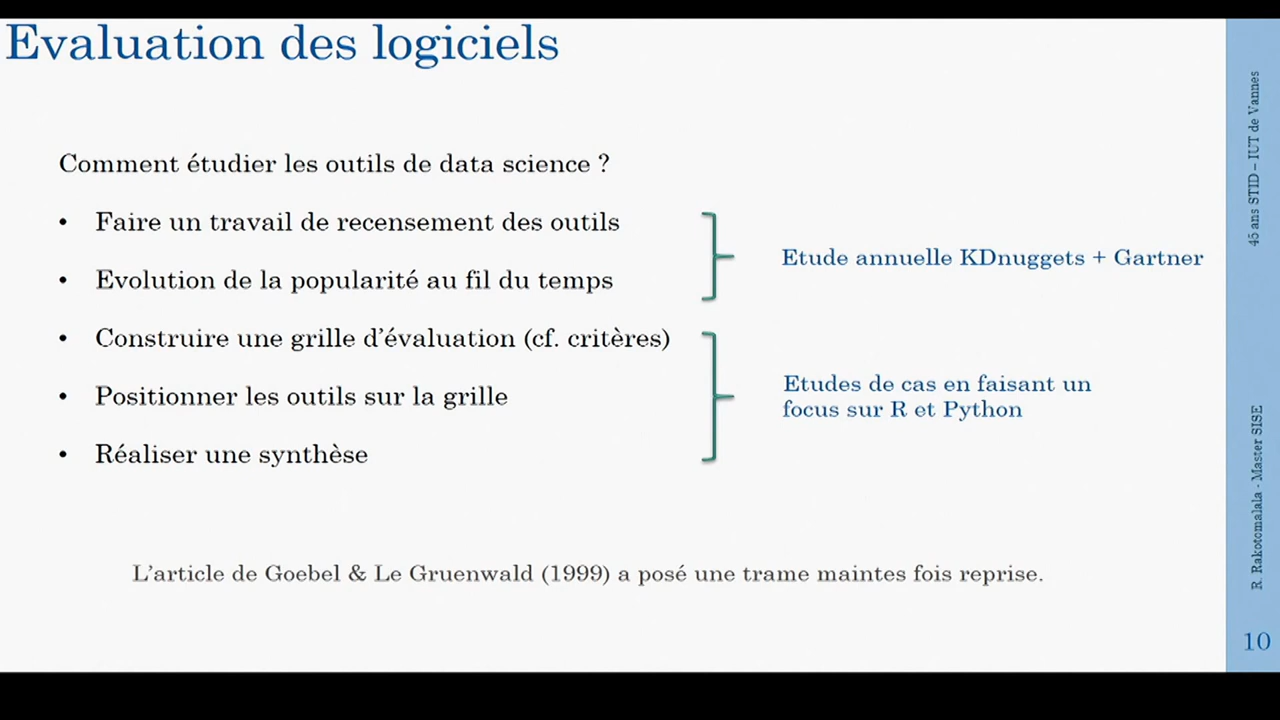 Evaluation des logiciels
Comment étudier les outils de data science ?
• Faire un travail de recensement des outils
• Evolution de la popularité au fil du temps
Etude annuelle KDnuggets + Gartner
• Construire une grille d’évaluation (cf. critères)
• Positionner les outils sur la grille
• Réaliser une synthèse
Etudes de cas en faisant un
focus sur R et Python
L’article de Goebel & Le Gruenwald (1999) a posé une trame maintes fois reprise.
45 ans STID – IUT de Vannes
R. Rakotomalala - Master SISE
10